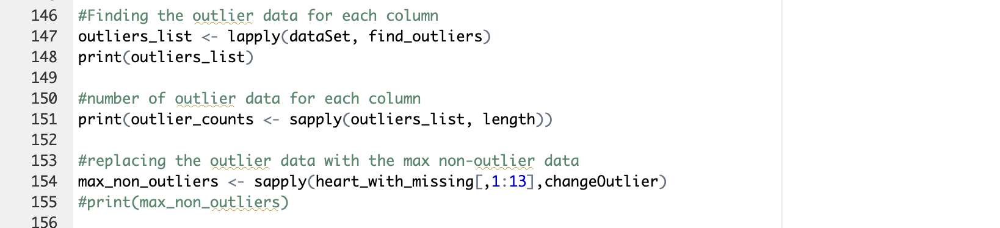 146 #Finding the outlier data for each column
147 outliers_list <- lapply(dataSet, find_outliers)
148 print(outliers_list)
149
150 #number of outlier data for each column
151 print(outlier_counts <- sapply(outliers_list, length))
152
153 #replacing the outlier data with the max non-outlier data
154 max_non_outliers <- sapply(heart_with_missing[,1:13],changeOutlier)
155 #print(max_non_outliers)
156